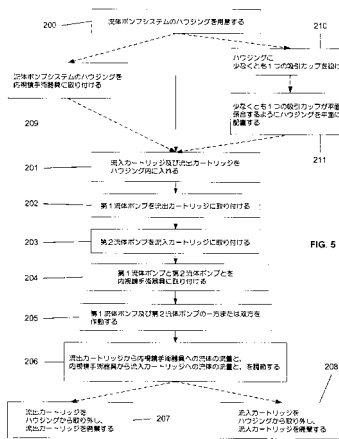 200
流体ポンプシステムのハウジングを用意する
210
ハウジングに
少なくとも1つの吸引カップを設け
流体ポンプシステムのハウジングを
内視鏡手術器具に取り付ける
209
少なくとも1つの吸引カップが平面
係合するようにハウジングを平面に
配置する
211
201
流入カートリッジ及び流出カートリッジを
ハウジング内に入れる
202
第1流体ポンプを流出カートリッジに取り付ける
203
第2流体ポンプを流入カートリッジに取り付ける
FIG. 5
204
第1流体ポンプと第2流体ポンプとを
内視鏡手術器具に取り付ける
205
第1流体ポンプ及び第2流体ポンプの一方または双方を
作動する
206
流出カートリッジから内視鏡手術器具への流体の流量と、
内視鏡手術器具から流入カートリッジへの流体の流量と、を調節する
208
流出カートリッジを
ハウジングから取り外し、
流出カートリッジを廃棄する
207
流入カートリッジを
ハウジングから取り外し、
流入カートリッジを廃棄する